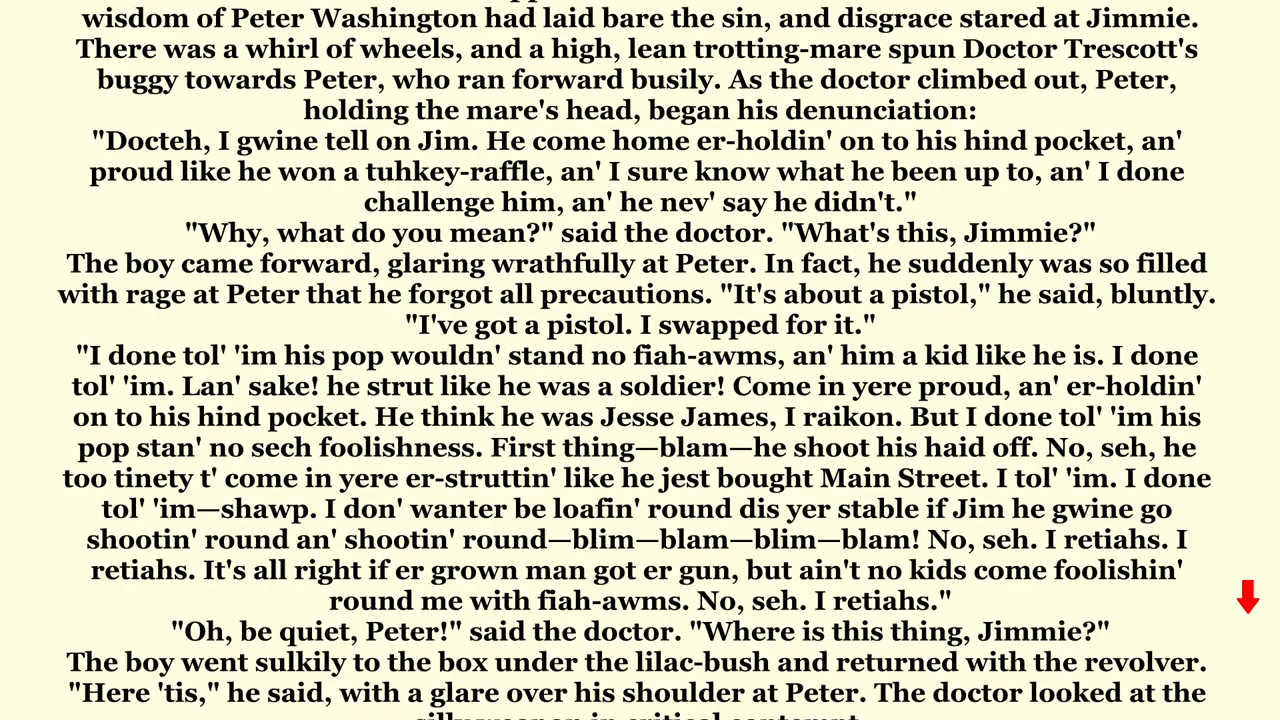 wisdom of Peter Washington had laid bare the sin, and disgrace stared at Jimmie.
There was a whirl of wheels, and a high, lean trotting-mare spun Doctor Trescott's
buggy towards Peter, who ran forward busily. As the doctor climbed out, Peter,
holding the mare's head, began his denunciation:
"Docteh, I gwine tell on Jim. He come home er-holdin' on to his hind pocket, an'
proud like he won a tuhkey-raffle, an' I sure know what he been up to, an' I done
challenge him, an' he nev' say he didn't."
"Why, what do you mean?" said the doctor. "What's this, Jimmie?"
The boy came forward, glaring wrathfully at Peter. In fact, he suddenly was so filled
with rage at Peter that he forgot all precautions. "It's about a pistol," he said, bluntly.
"I've got a pistol. I swapped for it."
"I done tol' 'im his pop wouldn' stand no fiah-awms, an' him a kid like he is. I done
tol' 'im. Lan' sake! he strut like he was a soldier! Come in yere proud, an' er-holdin'
on to his hind pocket. He think he was Jesse James, I raikon. But I done tol' 'im his
pop stan' no sech foolishness. First thing—blam—he shoot his haid off. No, seh, he
too tinety t' come in yere er-struttin' like he jest bought Main Street. I tol' 'im. I done
tol' 'im—shawp. I don' wanter be loafin' round dis yer stable if Jim he gwine go
shootin' round an' shootin' round—blim—blam—blim—blam! No, seh. I retiahs. I
retiahs. It's all right if er grown man got er gun, but ain't no kids come foolishin'
round me with fiah-awms. No, seh. I retiahs."
"Oh, be quiet, Peter!" said the doctor. "Where is this thing, Jimmie?"
The boy went sulkily to the box under the lilac-bush and returned with the revolver.
"Here 'tis," he said, with a glare over his shoulder at Peter. The doctor looked at the
silly weapon in critical contempt.